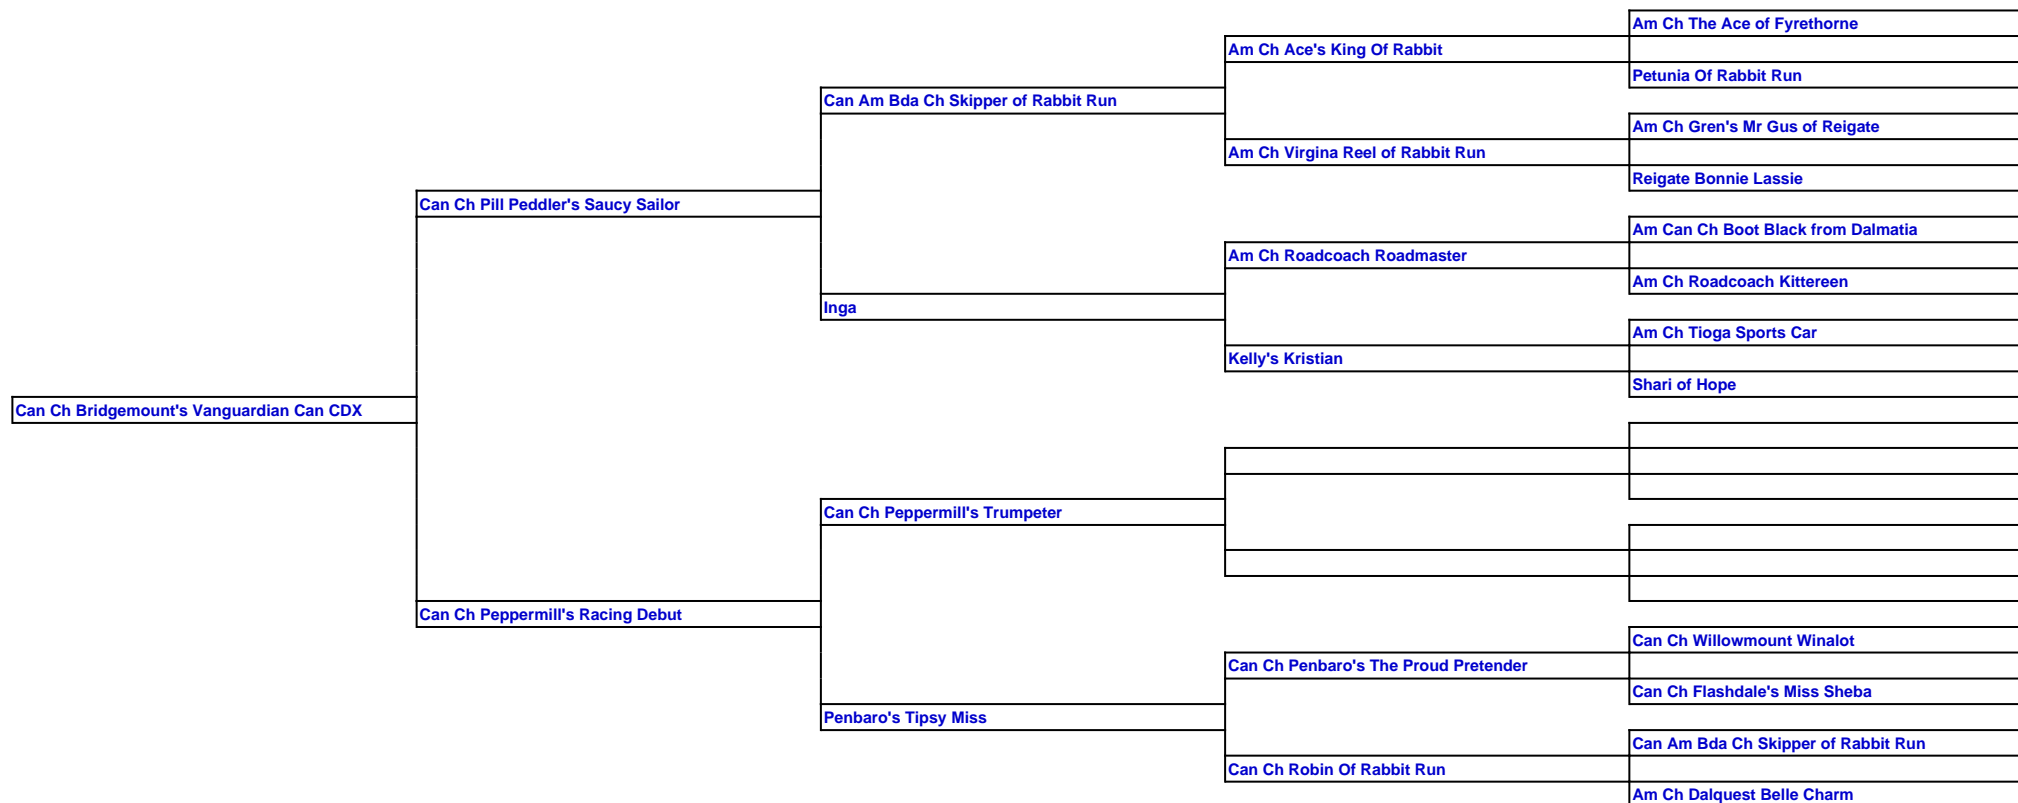 Am Ch The Ace of Fyrethorne
Am Ch Ace's King Of Rabbit
Petunia Of Rabbit Run
Can Am Bda Ch Skipper of Rabbit Run
Am Ch Gren's Mr Gus of Reigate
Am Ch Virgina Reel of Rabbit Run
Reigate Bonnie Lassie
Can Ch Pill Peddler's Saucy Sailor
Am Can Ch Boot Black from Dalmatia
Am Ch Roadcoach Roadmaster
Am Ch Roadcoach Kittereen
Inga
Am Ch Tioga Sports Car
Kelly's Kristian
Shari of Hope
Can Ch Bridgemount's Vanguardian Can CDX
Can Ch Peppermill's Trumpeter
Can Ch Peppermill's Racing Debut
Can Ch Willowmount Winalot
Can Ch Penbaro's The Proud Pretender
Can Ch Flashdale's Miss Sheba
Penbaro's Tipsy Miss
Can Am Bda Ch Skipper of Rabbit Run
Can Ch Robin Of Rabbit Run
Am Ch Dalquest Belle Charm